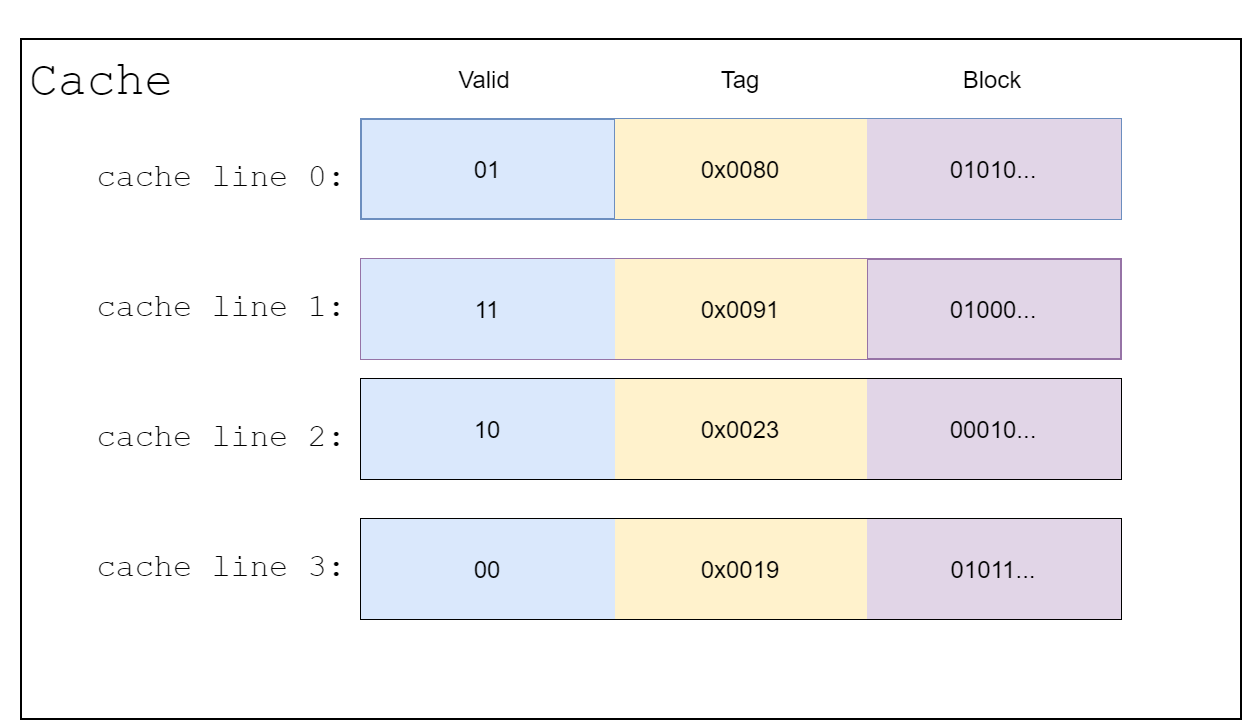 Cache Valid Tag Block
cache line 0: 01 0x0080 01010...
cache line 1: 11 0x0091 01000...
cache line 2: 10 0x0023 00010...
cache line 3: 00 0x0019 01011...